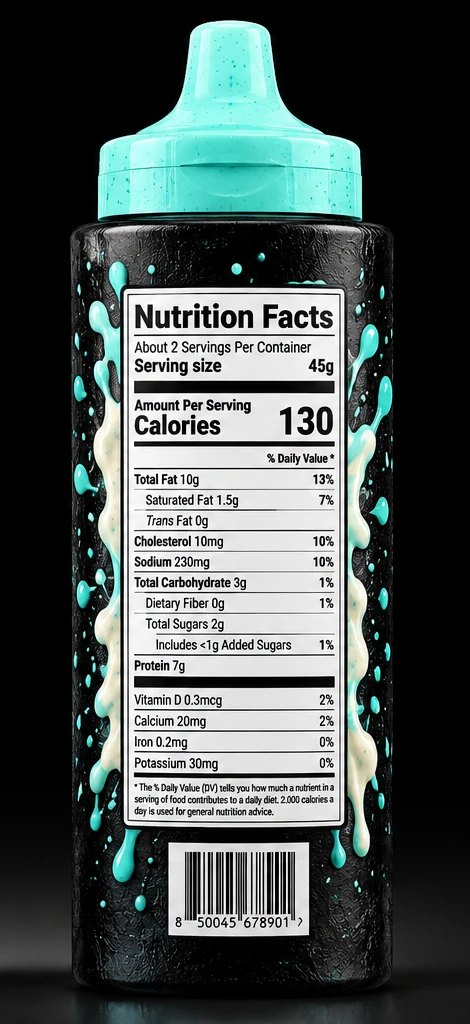 Nutrition Facts
About 2 Servings Per Container
Serving size 45g
Amount Per Serving
Calories 130
% Daily Value *
Total Fat 10g 13%
Saturated Fat 1.5g 7%
Trans Fat 0g
Cholesterol 10mg 10%
Sodium 230mg 10%
Total Carbohydrate 3g 1%
Dietary Fiber 0g 1%
Total Sugars 2g
Includes <1g Added Sugars 1%
Protein 7g
Vitamin D 0.3mcg 2%
Calcium 20mg 2%
Iron 0.2mg 0%
Potassium 30mg 0%
* The % Daily Value (DV) tells you how much a nutrient in a
serving of food contributes to a daily diet. 2.000 calories a
day is used for general nutrition advice.
8 50045 678901 >